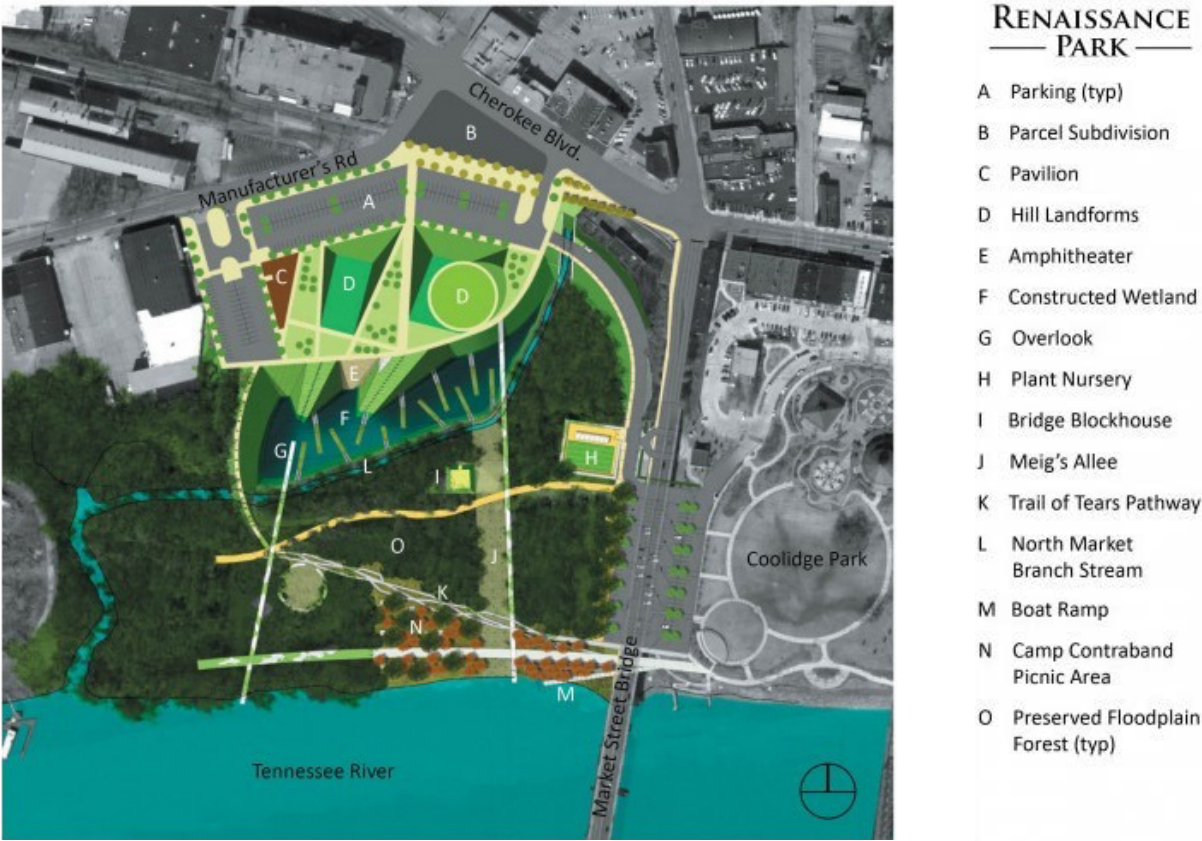 RENAISSANCE
PARK
A Parking (typ)
B Parcel Subdivision
C Pavilion
D Hill Landforms
E Amphitheater
F Constructed Wetland
G Overlook
H Plant Nursery
I Bridge Blockhouse
J Meig's Allee
K Trail of Tears Pathway
L North Market
Branch Stream
M Boat Ramp
N Camp Contraband
Picnic Area
O Preserved Floodplain
Forest (typ)
Cherokee Blvd.
B
Manufacturer's Rd
A
C
D
D
E
F
G
L
I
H
O
J
Coolidge Park
K
N
M
Market Street Bridge
Tennessee River